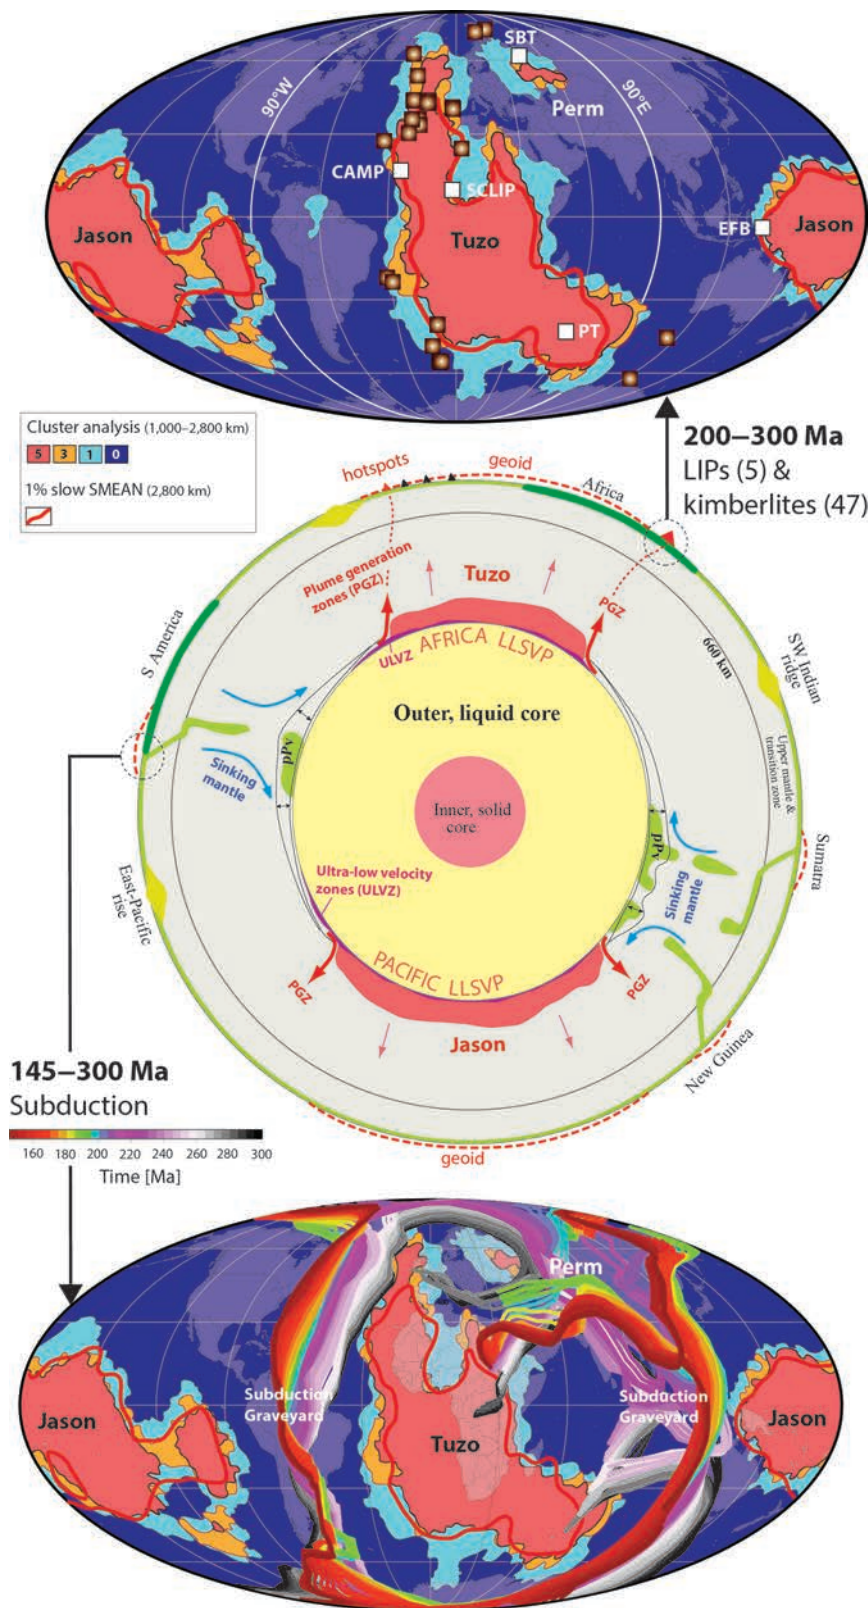 SBT
90°W
90°E
Perm
CAMP
SCLIP
EFB
Jason
Tuzo
Jason
PT
Cluster analysis (1,000–2,800 km)
5 3 1 0
1% slow SMEAN (2,800 km)
200–300 Ma
LIPs (5) &
kimberlites (47)
hotspots
geoid
Africa
Plume generation
zones (PGZ)
Tuzo
PGZ
S America
ULVZ
AFRICA LLSVP
660 km
SW Indian
ridge
Outer, liquid core
pPv
Sinking
mantle
Upper mantle &
transition zone
Inner, solid
core
pPv
Sumatra
East-Pacific
rise
Ultra-low velocity
zones (ULVZ)
Sinking
mantle
PACIFIC LLSVP
PGZ
PGZ
Jason
New Guinea
145–300 Ma
Subduction
160 180 200 220 240 260 280 300
Time [Ma]
geoid
Perm
Subduction
Graveyard
Subduction
Graveyard
Jason
Tuzo
Jason